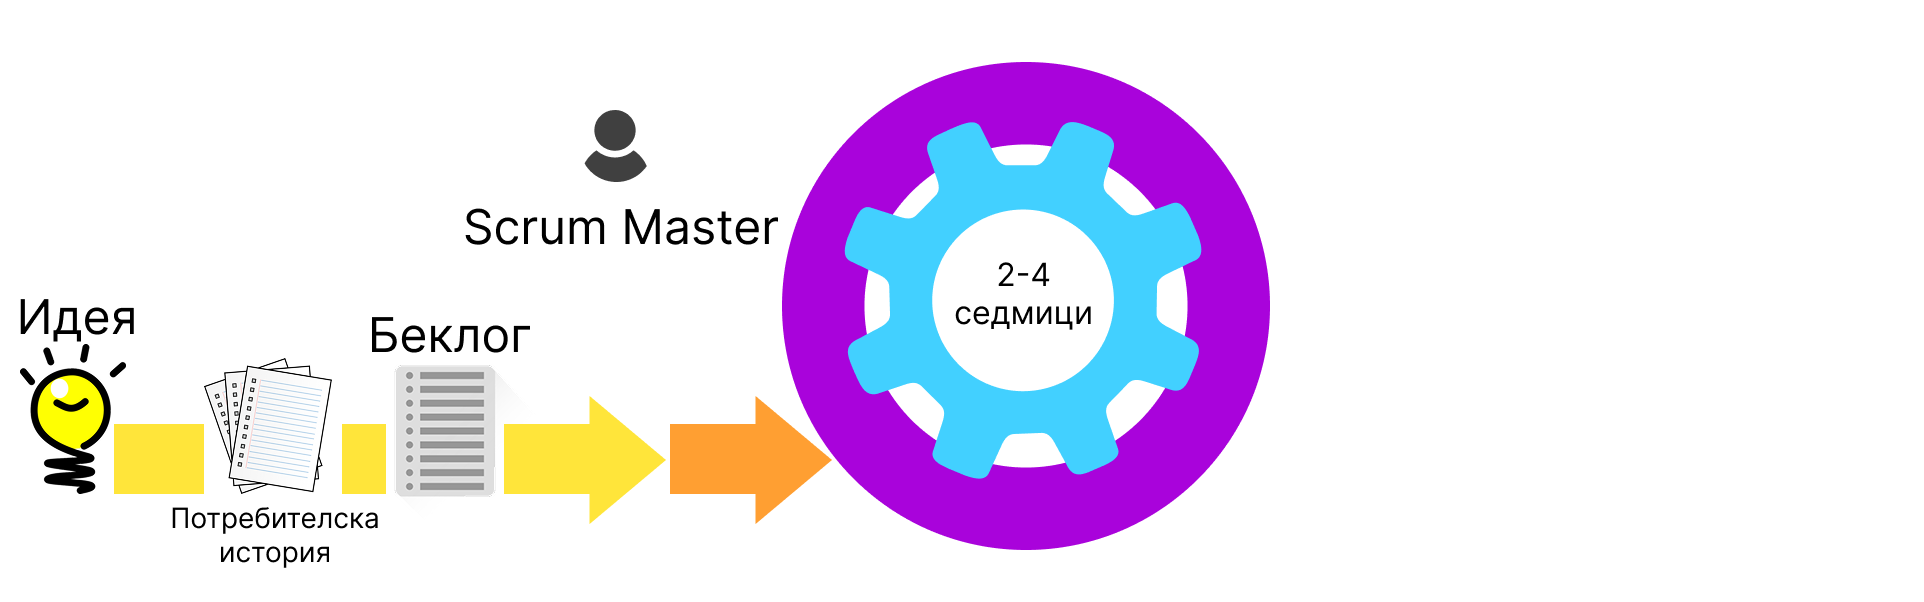 Scrum Master
Идея
Беклог
2-4
седмици
Потребителска
история